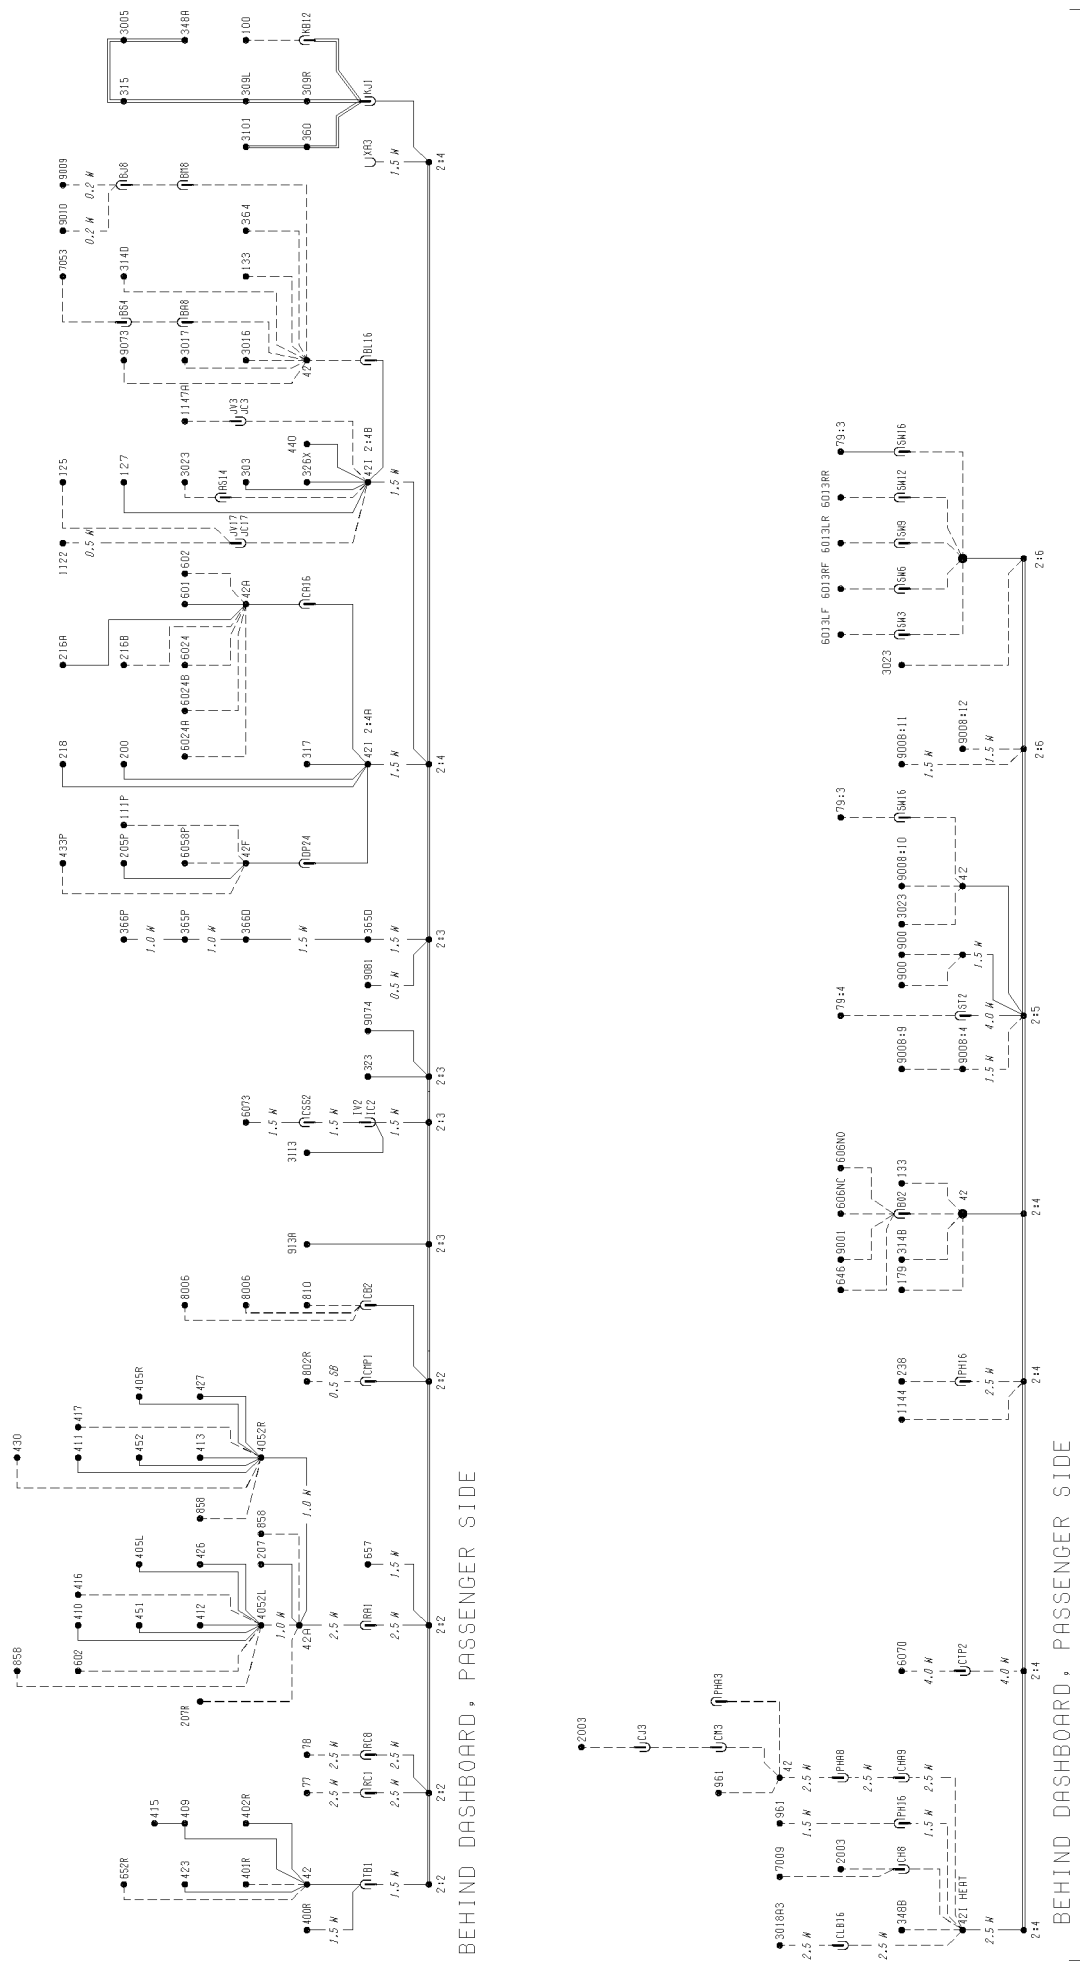 652R
415
423
409
401R
402R
400R
42
TB1
1.5 W
2:2
77
78
2.5 W
2.5 W
RC1
RC8
2.5 W
2.5 W
2:2
858
602
410
416
451
405L
412
426
207R
858
4052L
207
858
1.0 W
42A
2.5 W
RA1
657
2.5 W
1.5 W
2:2
430
411
417
452
405R
413
427
4052R
1.0 W
802R
0.5 SB
CMP1
8006
8006
810
CB2
2:2
913A
2:3
6073
1.5 W
3113
CSS2
1.5 W
IV2
IC2
1.5 W
2:3
323
9074
2:3
366P
1.0 W
365P
1.0 W
366D
1.5 W
9081
365D
0.5 W
1.5 W
2:3
433P
205P
111P
6058P
42F
DP24
218
200
317
421 2:4A
1.5 W
2:4
216A
216B
6024A
6024B
6024
601
602
42A
CA16
1122
125
0.5 W
127
3023
1147A
AS14
JV17
JC17
JV3
JC3
303
326X
440
421 2:4B
1.5 W
9073
7053
9010
9009
0.2 W
0.2 W
BS4
314D
BJ8
3017
BA8
BM8
3016
133
364
42
BL16
XA3
1.5 W
3101
360
315
3005
348A
309L
309R
100
KB12
KJ1
2:4
BEHIND DASHBOARD, PASSENGER SIDE
2003
CJ3
961
CM3
PHA3
42
3018A3
7009
961
2.5 W
2.5 W
1.5 W
CLB16
2003
PHA8
2.5 W
2.5 W
348B
CH8
PH16
CHA9
1.5 W
2.5 W
421 HEAT
2.5 W
2:4
6070
4.0 W
CTP2
4.0 W
2:4
1144
238
PH16
2.5 W
2:4
646
9001
606NC
606NO
179
314B
B02
133
42
2:4
79:4
79:3
9008:9
900
900
3023
9008:10
SW16
9008:4
ST2
42
1.5 W
4.0 W
1.5 W
2:5
9008:11
1.5 W
9008:12
1.5 W
2:6
6013LF
6013RF
6013LR
6013RR
79:3
3023
SW3
SW6
SW9
SW12
SW16
2:6
BEHIND DASHBOARD, PASSENGER SIDE